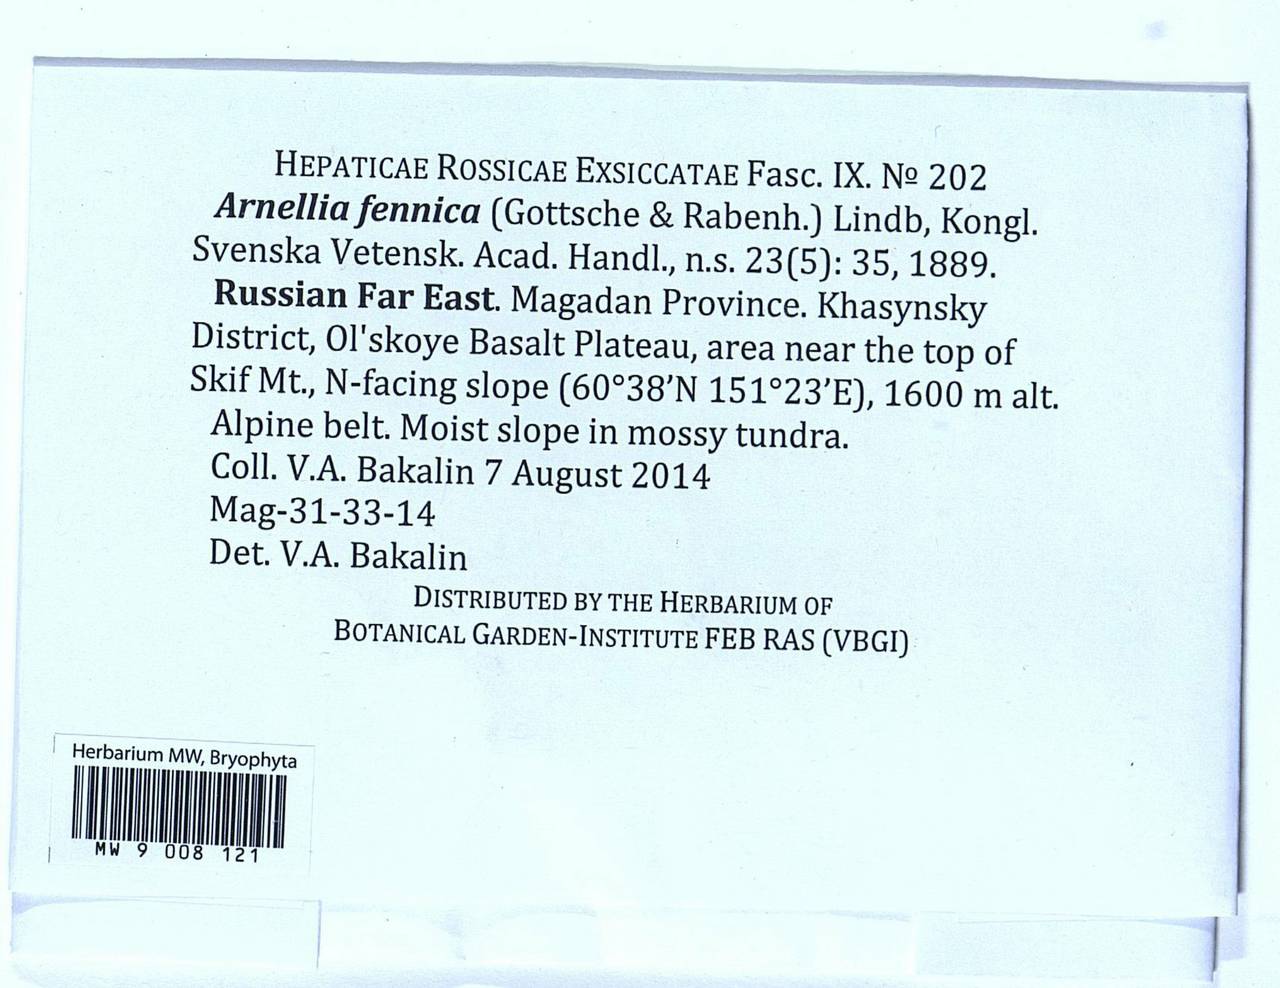 HEPATICAE ROSSICAE EXSICCATAE Fasc. IX. № 202
Arnellia fennica (Gottsche & Rabenh.) Lindb, Kongl.
Svenska Vetensk. Acad. Handl., n.s. 23(5): 35, 1889.
Russian Far East. Magadan Province. Khasynsky
District, Ol'skoye Basalt Plateau, area near the top of
Skif Mt., N-facing slope (60°38’N 151°23’E), 1600 m alt.
Alpine belt. Moist slope in mossy tundra.
Coll. V.A. Bakalin 7 August 2014
Mag-31-33-14
Det. V.A. Bakalin
DISTRIBUTED BY THE HERBARIUM OF
BOTANICAL GARDEN-INSTITUTE FEB RAS (VBGI)
Herbarium MW, Bryophyta
MW 9 008 121